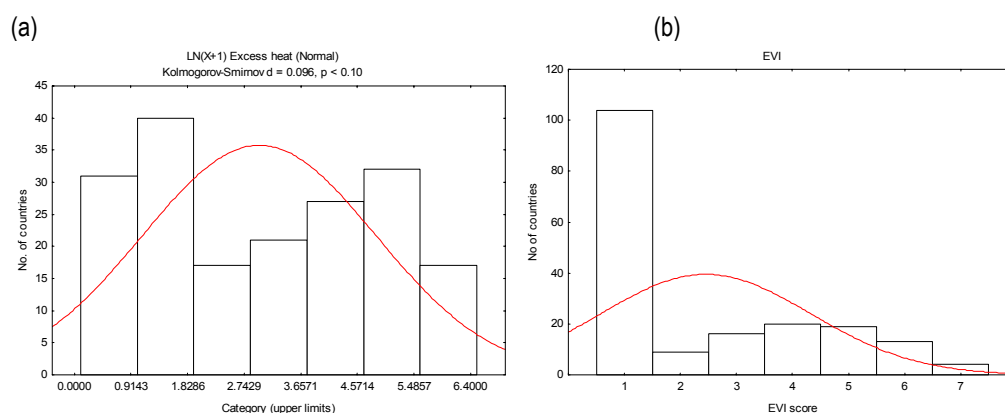 (a)
LN(X+1) Excess heat (Normal)
Kolmogorov-Smirnov d = 0.096, p < 0.10
No. of countries
45
40
35
30
25
20
15
10
5
0
0.0000 0.9143 1.8286 2.7429 3.6571 4.5714 5.4857 6.4000
Category (upper limits)
(b)
EVI
No of countries
120
100
80
60
40
20
0
1 2 3 4 5 6 7
EVI score